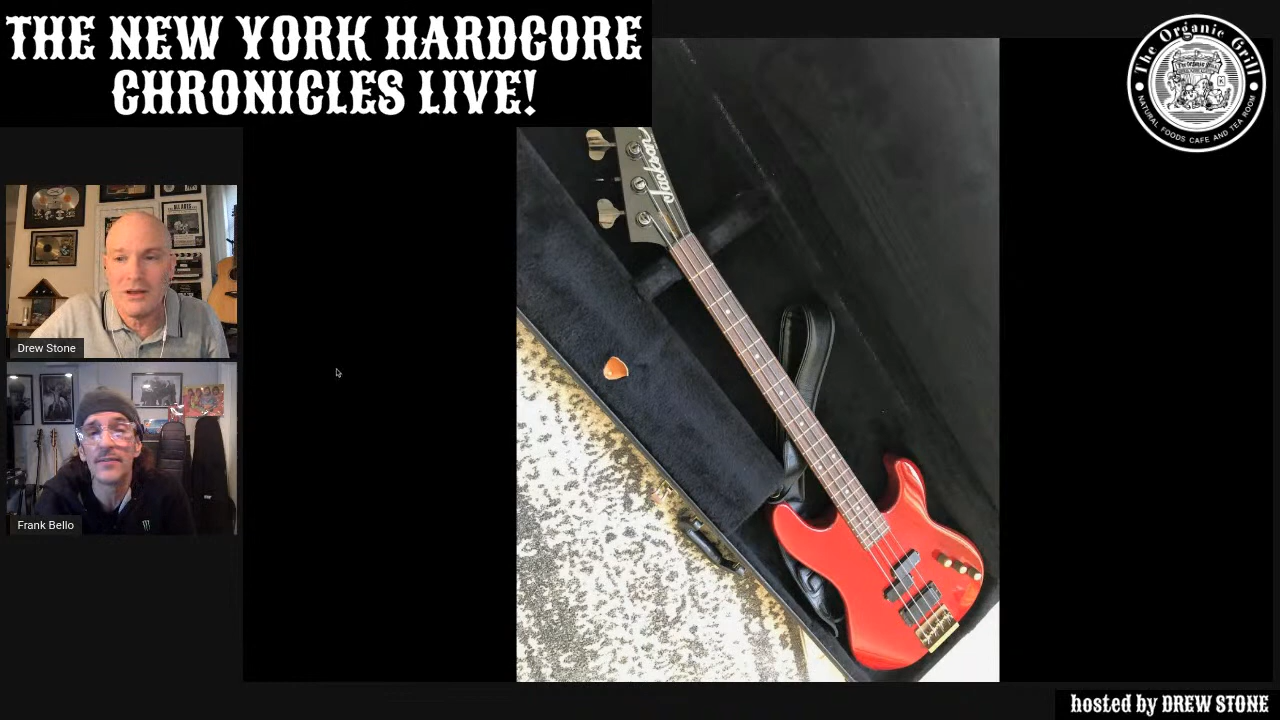 THE NEW YORK HARDCORE
CHRONICLES LIVE!
The Organic Grill
NATURAL FOODS CAFE AND TEA ROOM
Jackson
Drew Stone
Frank Bello
hosted by DREW STONE